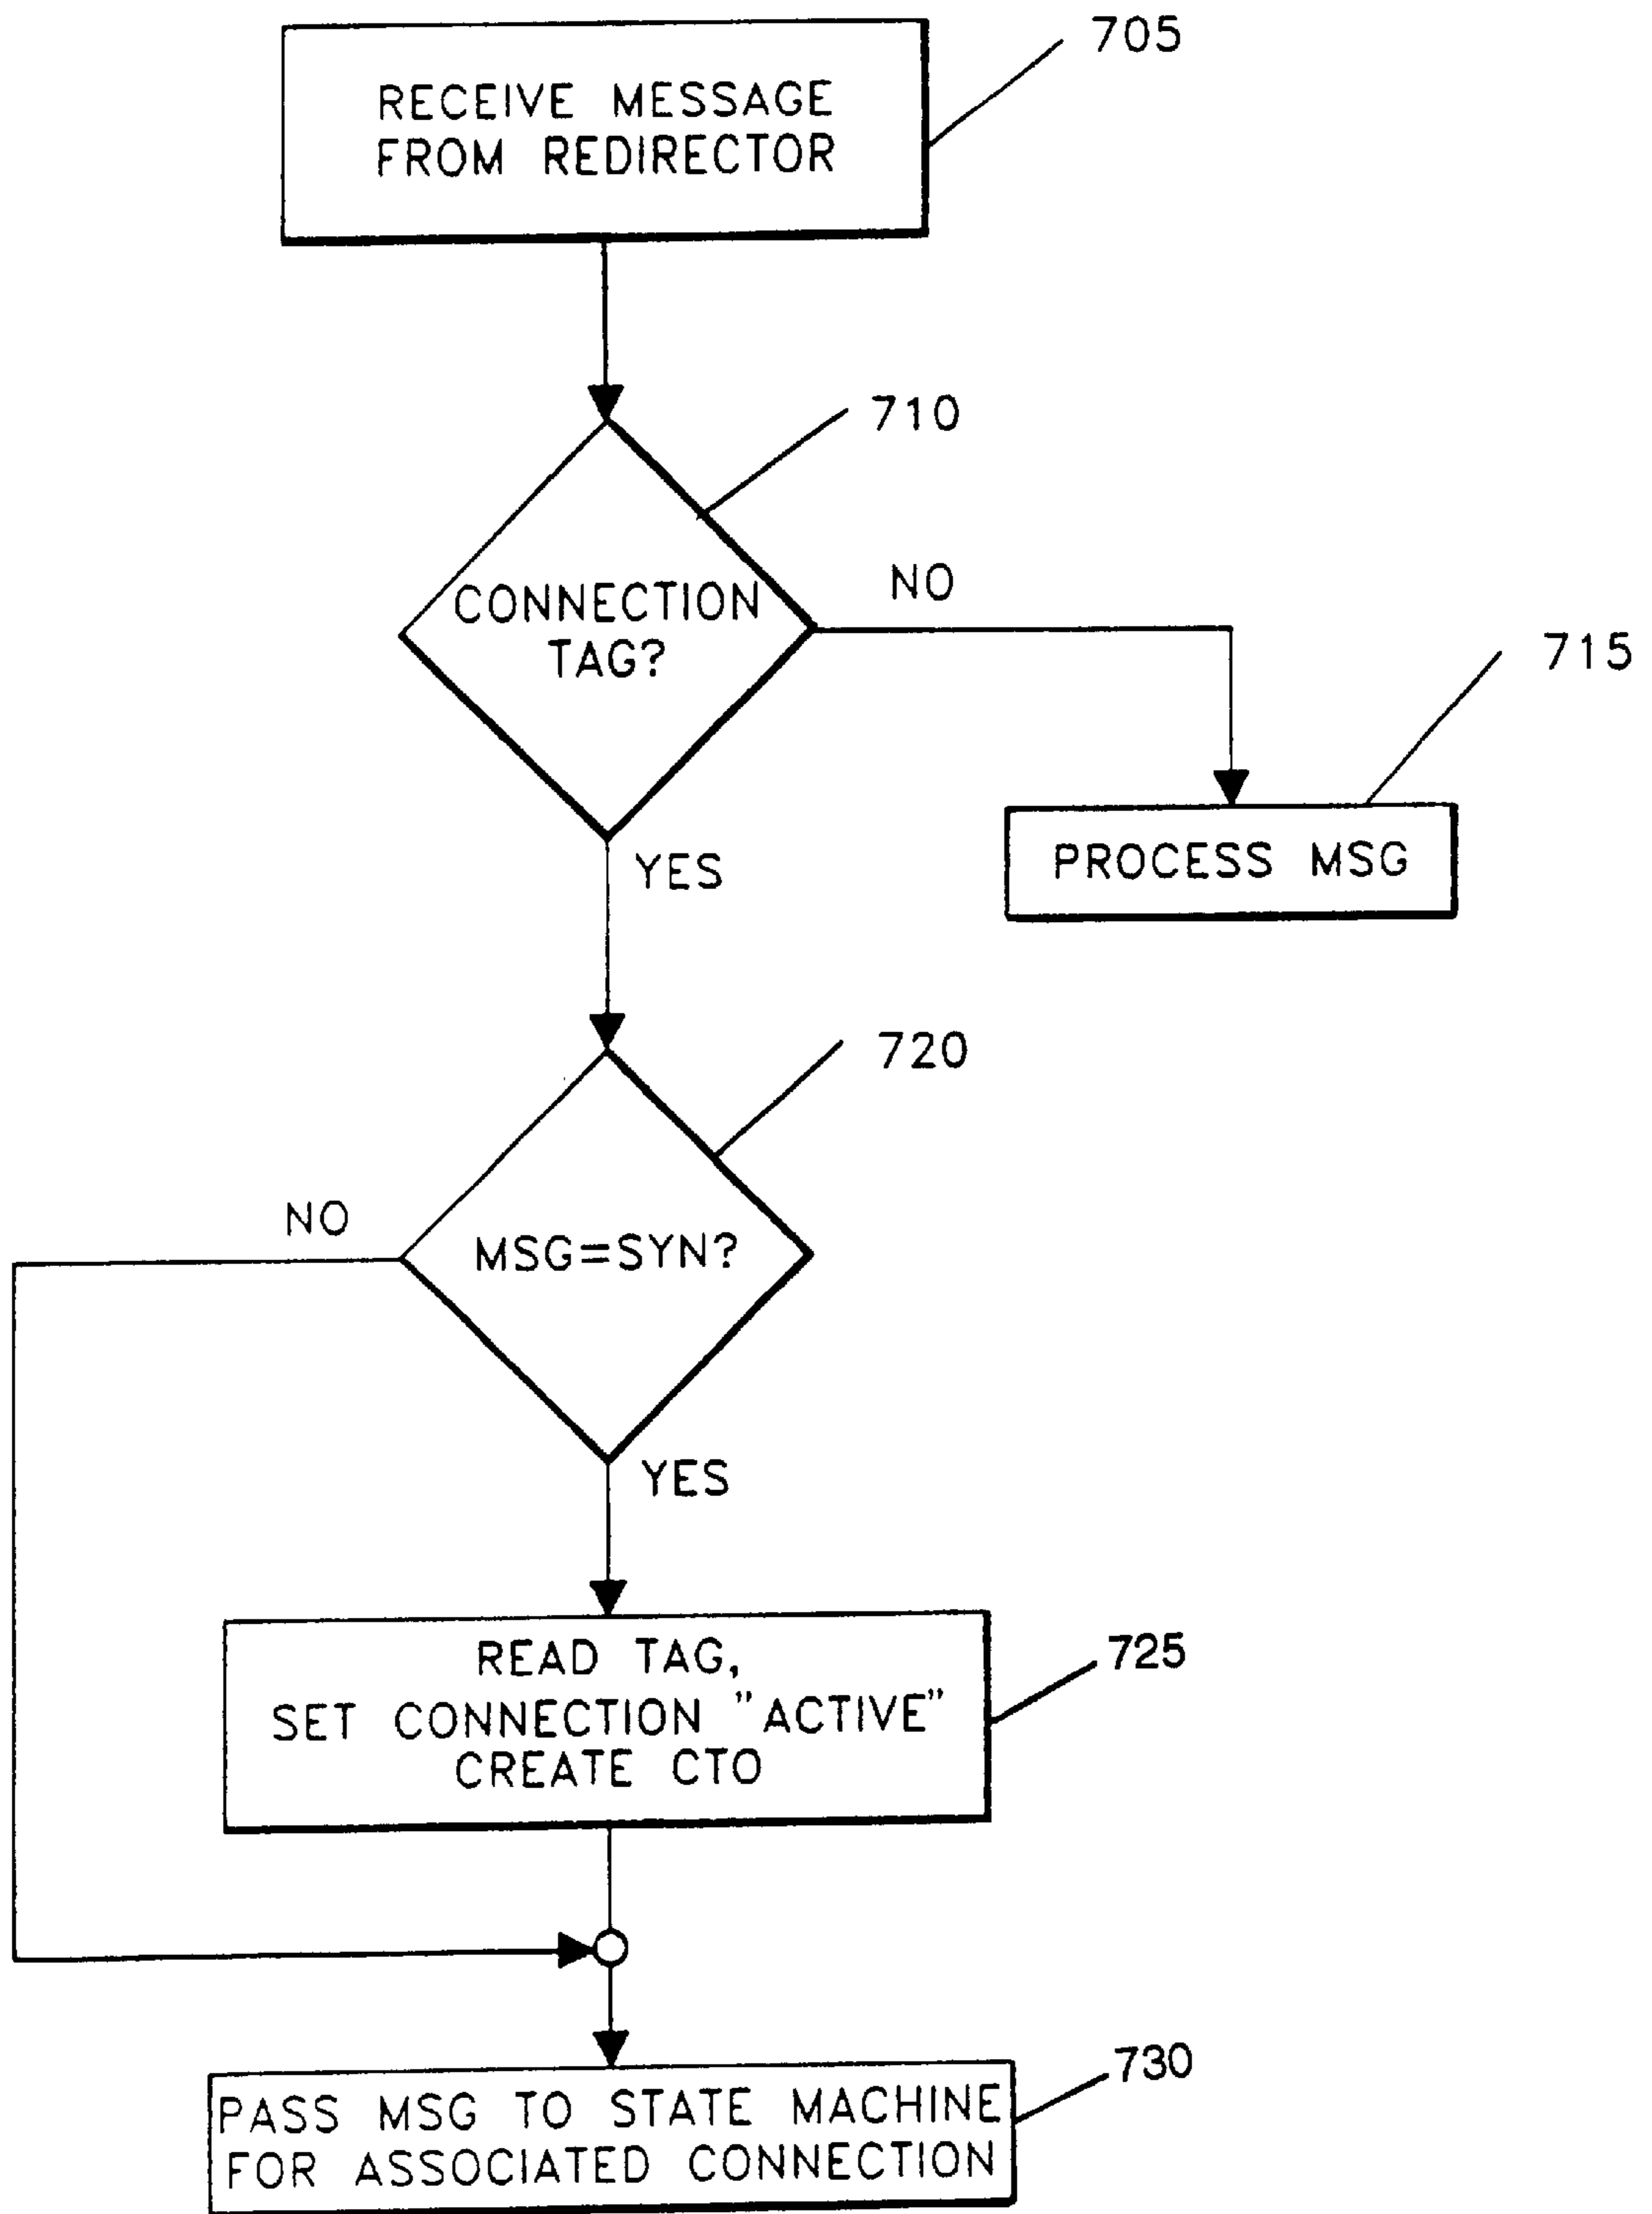 705
RECEIVE MESSAGE
FROM REDIRECTOR
710
CONNECTION
TAG?
NO
715
PROCESS MSG
YES
720
NO
MSG=SYN?
YES
READ TAG,
SET CONNECTION "ACTIVE"
CREATE CTO
725
730
PASS MSG TO STATE MACHINE
FOR ASSOCIATED CONNECTION